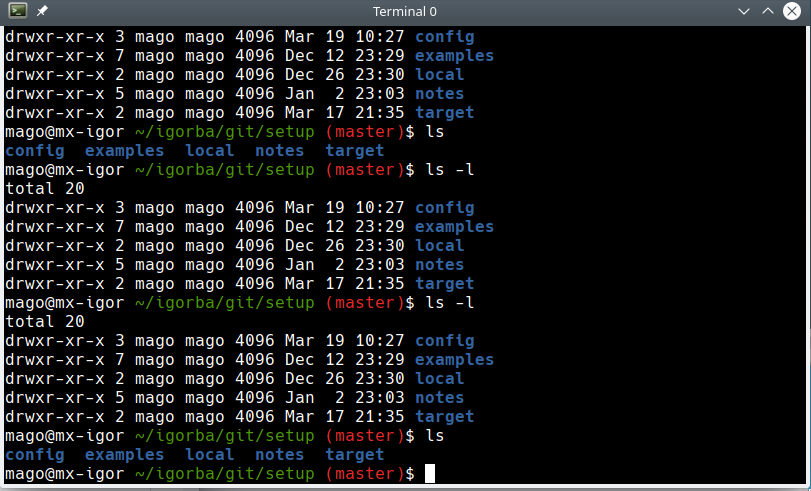 Terminal 0
drwxr-xr-x 3 mago mago 4096 Mar 19 10:27 config
drwxr-xr-x 7 mago mago 4096 Dec 12 23:29 examples
drwxr-xr-x 2 mago mago 4096 Dec 26 23:30 local
drwxr-xr-x 5 mago mago 4096 Jan  2 23:03 notes
drwxr-xr-x 2 mago mago 4096 Mar 17 21:35 target
mago@mx-igor ~/igorba/git/setup (master)$ ls
config  examples  local  notes  target
mago@mx-igor ~/igorba/git/setup (master)$ ls -l
total 20
drwxr-xr-x 3 mago mago 4096 Mar 19 10:27 config
drwxr-xr-x 7 mago mago 4096 Dec 12 23:29 examples
drwxr-xr-x 2 mago mago 4096 Dec 26 23:30 local
drwxr-xr-x 5 mago mago 4096 Jan  2 23:03 notes
drwxr-xr-x 2 mago mago 4096 Mar 17 21:35 target
mago@mx-igor ~/igorba/git/setup (master)$ ls -l
total 20
drwxr-xr-x 3 mago mago 4096 Mar 19 10:27 config
drwxr-xr-x 7 mago mago 4096 Dec 12 23:29 examples
drwxr-xr-x 2 mago mago 4096 Dec 26 23:30 local
drwxr-xr-x 5 mago mago 4096 Jan  2 23:03 notes
drwxr-xr-x 2 mago mago 4096 Mar 17 21:35 target
mago@mx-igor ~/igorba/git/setup (master)$ ls
config  examples  local  notes  target
mago@mx-igor ~/igorba/git/setup (master)$